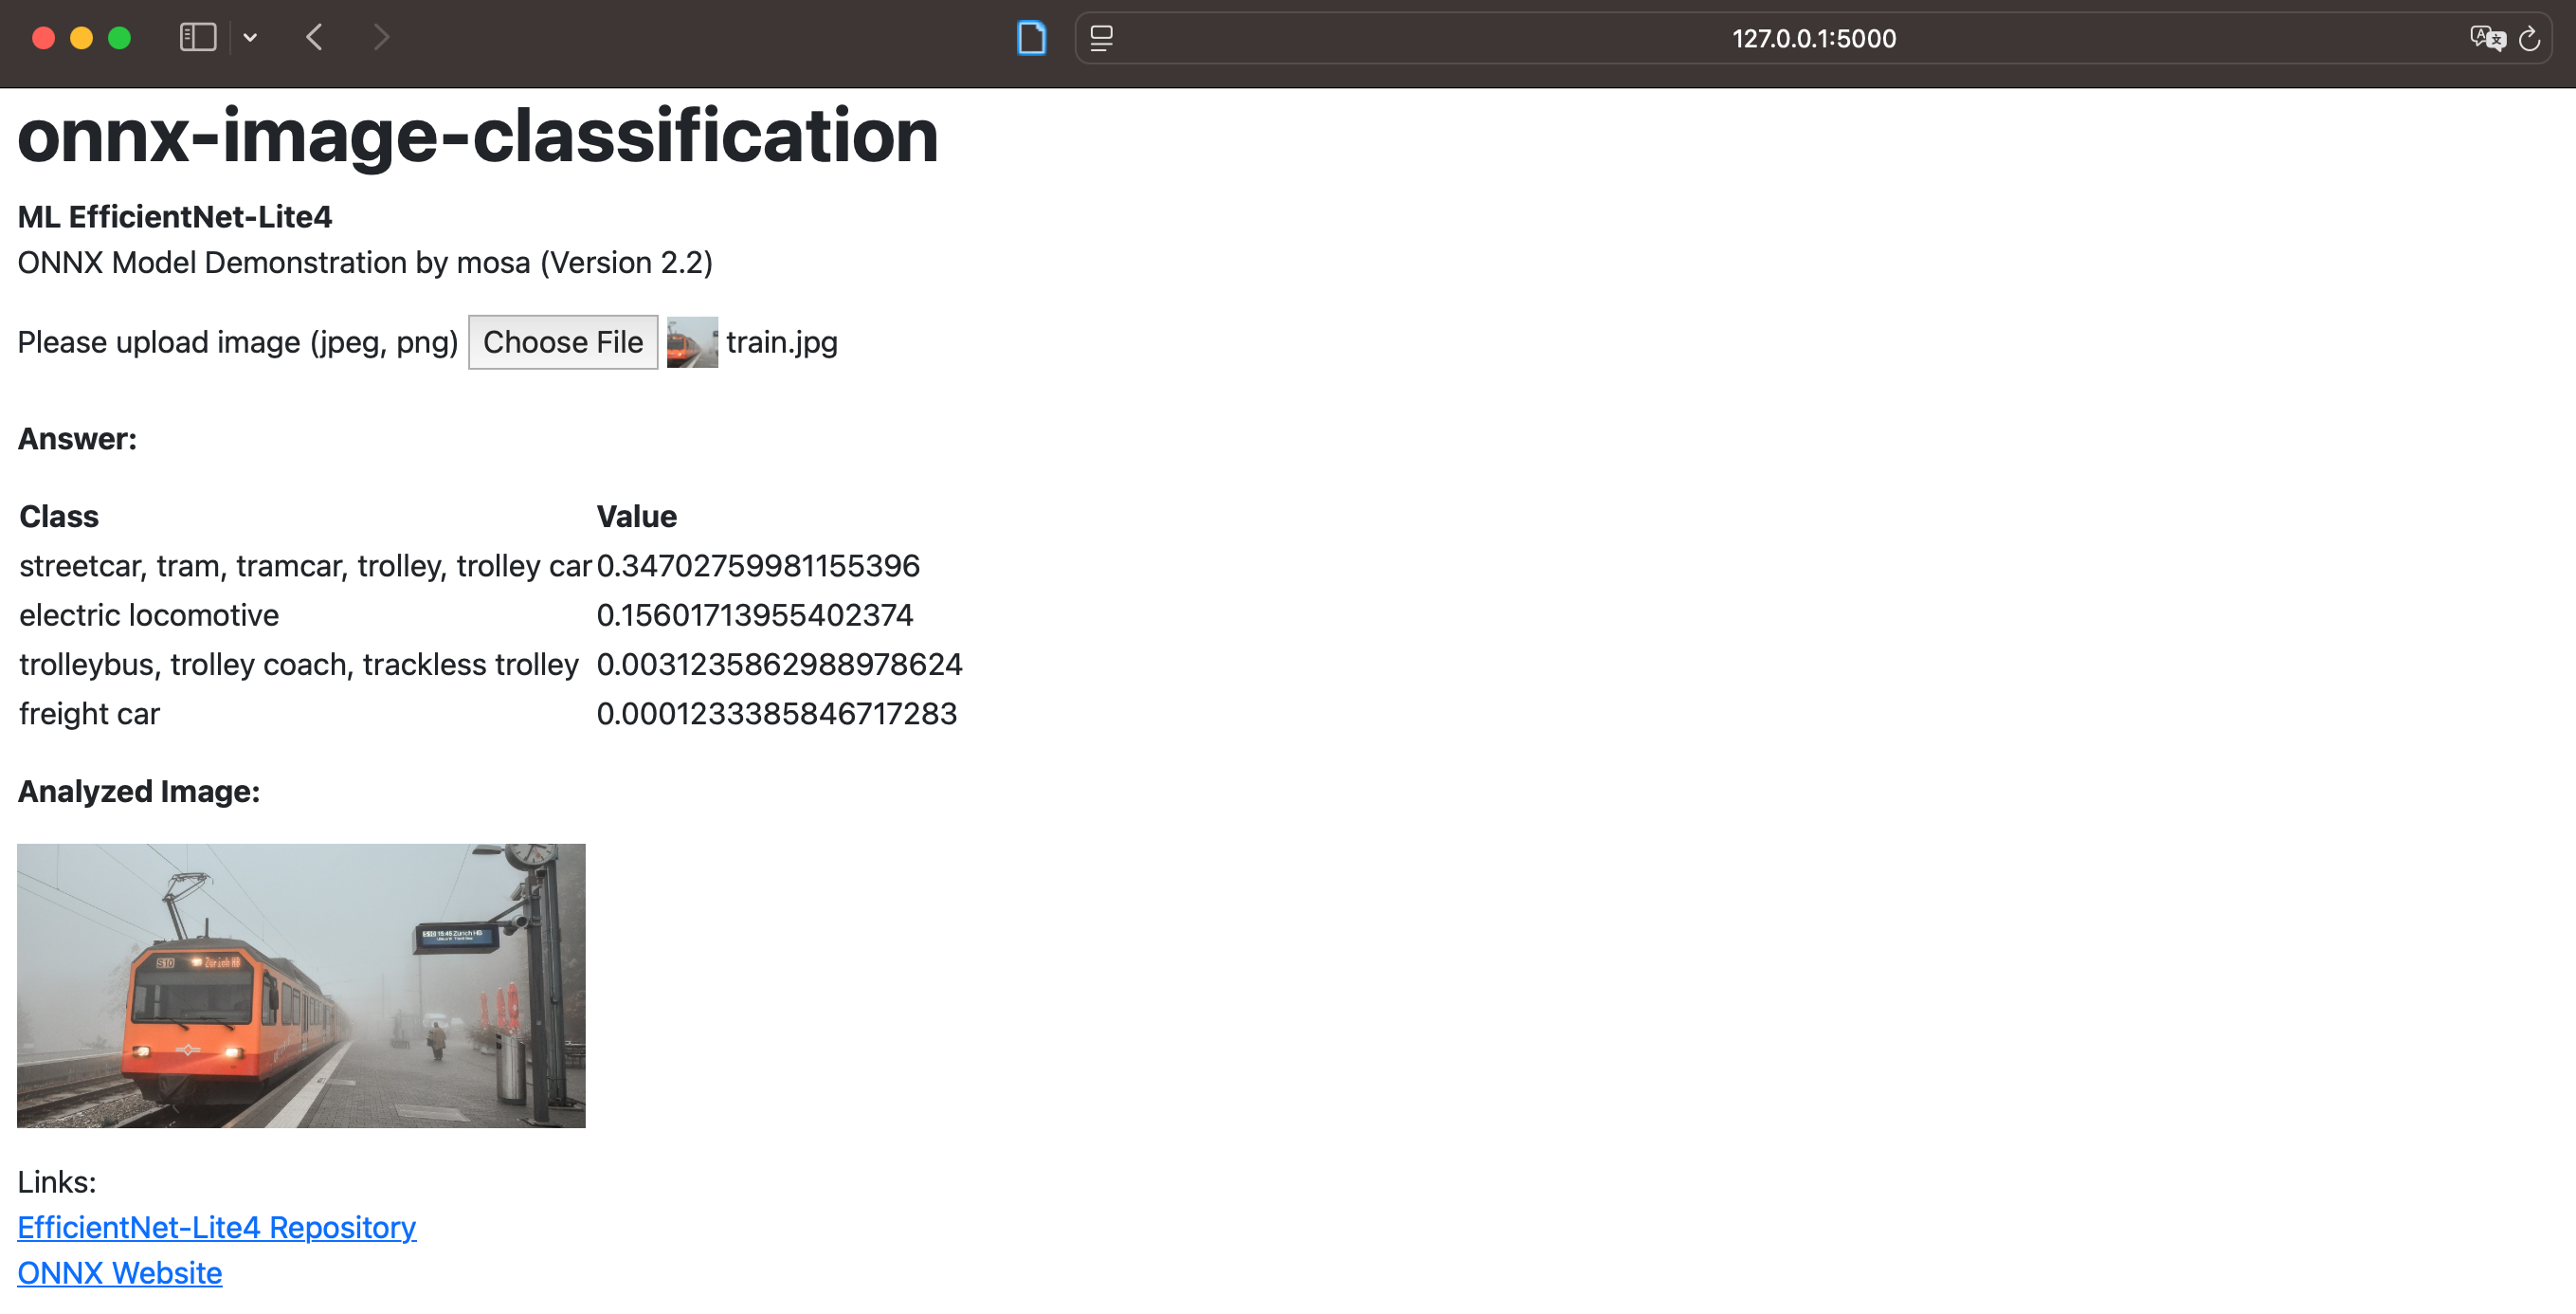 127.0.0.1:5000
onnx-image-classification
ML EfficientNet-Lite4
ONNX Model Demonstration by mosa (Version 2.2)
Please upload image (jpeg, png) Choose File train.jpg
Answer:
Class Value
streetcar, tram, tramcar, trolley, trolley car 0.34702759981155396
electric locomotive 0.15601713955402374
trolleybus, trolley coach, trackless trolley 0.0031235862988978624
freight car 0.0001233385846717283
Analyzed Image:
S10 15:45 Zürich HB
S10 Zürich HB
Links:
EfficientNet-Lite4 Repository
ONNX Website